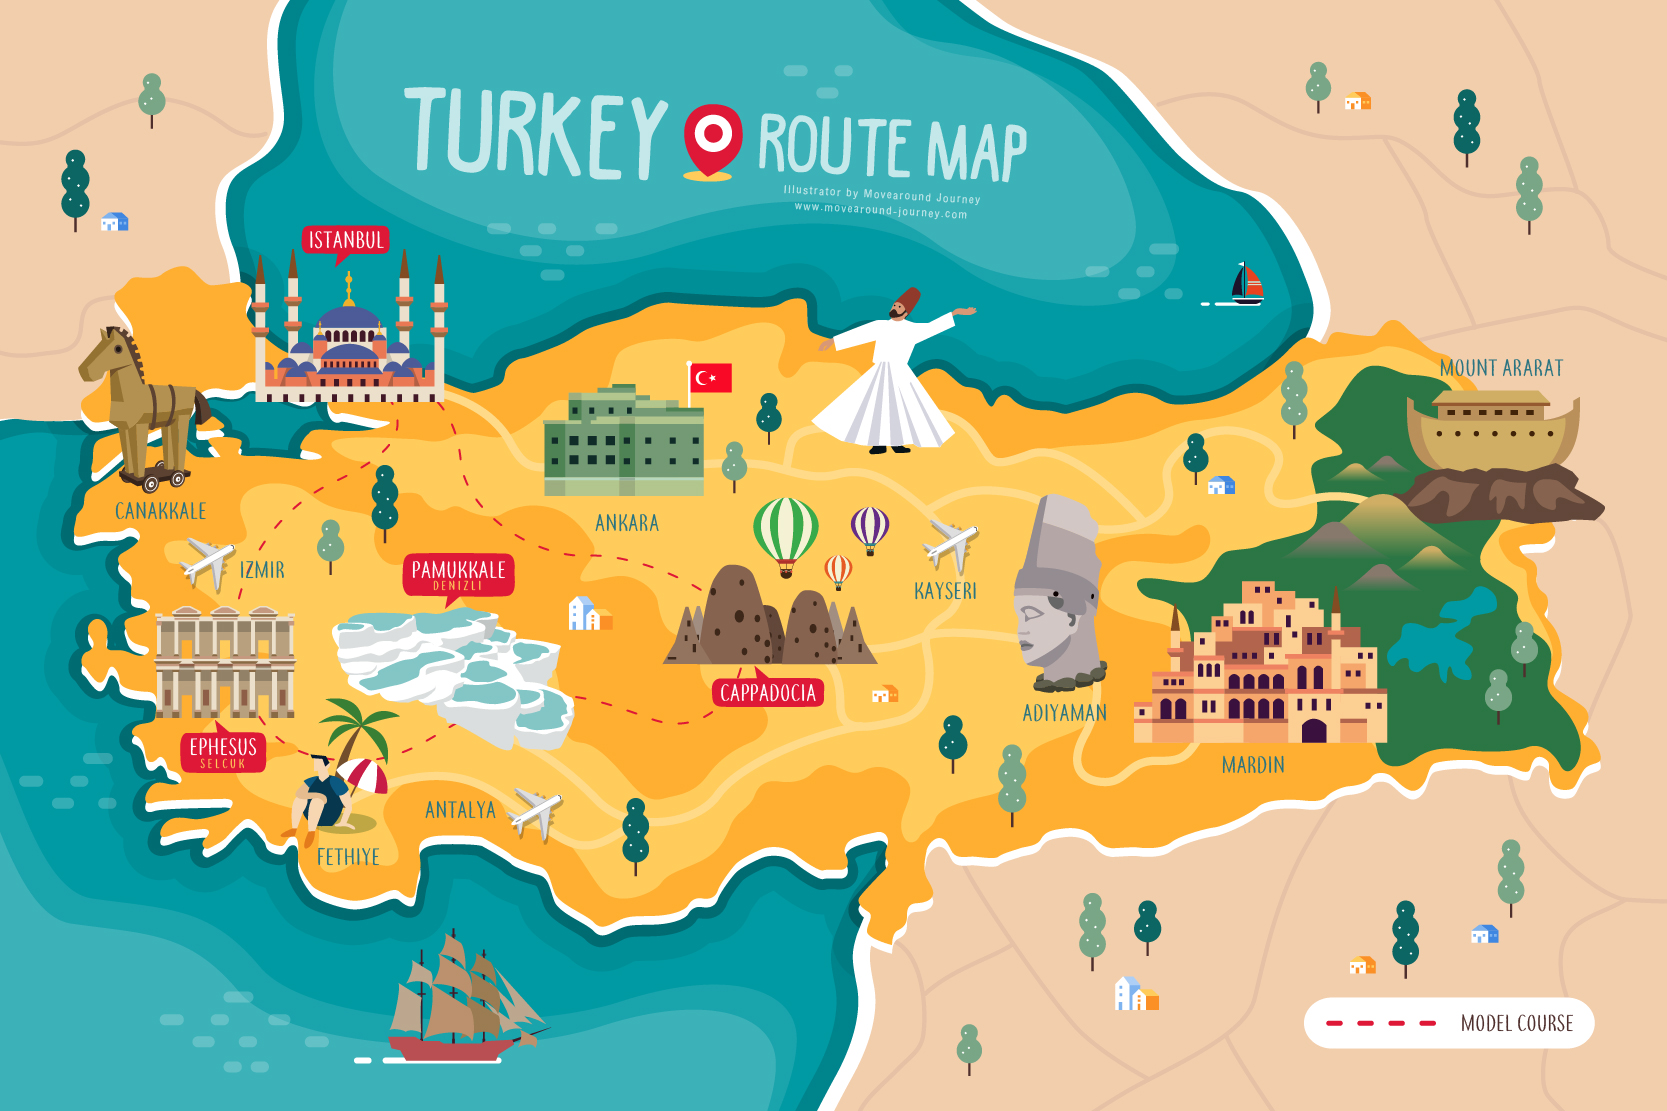 TURKEY ROUTE MAP
Illustrator by Movearound Journey
www.movearound-journey.com
ISTANBUL
MOUNT ARARAT
CANAKKALE
ANKARA
IZMIR
PAMUKKALE
DENIZLI
KAYSERI
CAPPADOCIA
ADIYAMAN
EPHESUS
SELCUK
MARDIN
ANTALYA
FETHIYE
MODEL COURSE